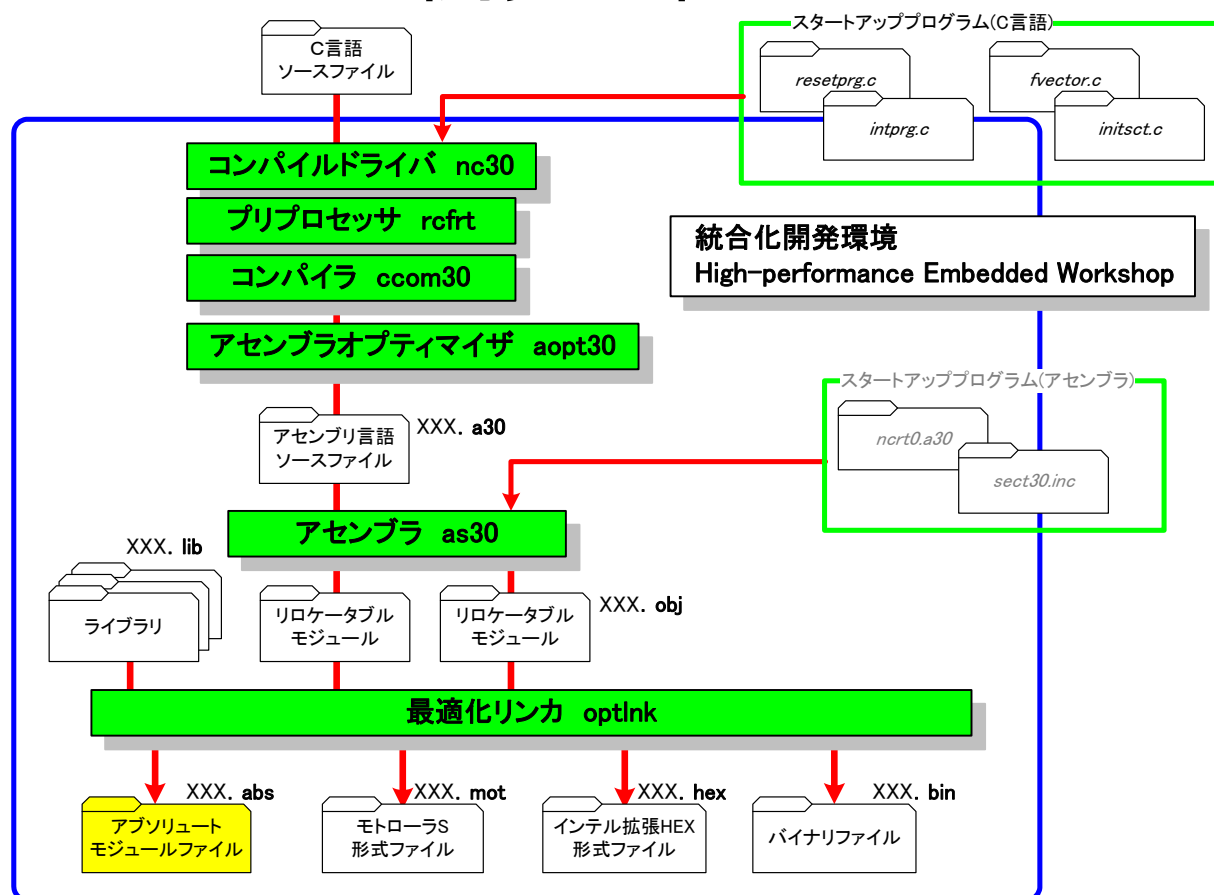 スタートアッププログラム(C言語)
C言語
ソースファイル
resetprg.c
fvector.c
intprg.c
initsct.c
コンパイルドライバ nc30
プリプロセッサ rcfrt
コンパイラ ccom30
アセンブラオプティマイザ aopt30
統合化開発環境
High-performance Embedded Workshop
スタートアッププログラム(アセンブラ)
ncrt0.a30
sect30.inc
アセンブリ言語
ソースファイル
XXX. a30
アセンブラ as30
XXX. lib
ライブラリ
リロケータブル
モジュール
リロケータブル
モジュール
XXX. obj
最適化リンカ optlnk
XXX. abs
アブソリュート
モジュールファイル
XXX. mot
モトローラS
形式ファイル
XXX. hex
インテル拡張HEX
形式ファイル
XXX. bin
バイナリファイル